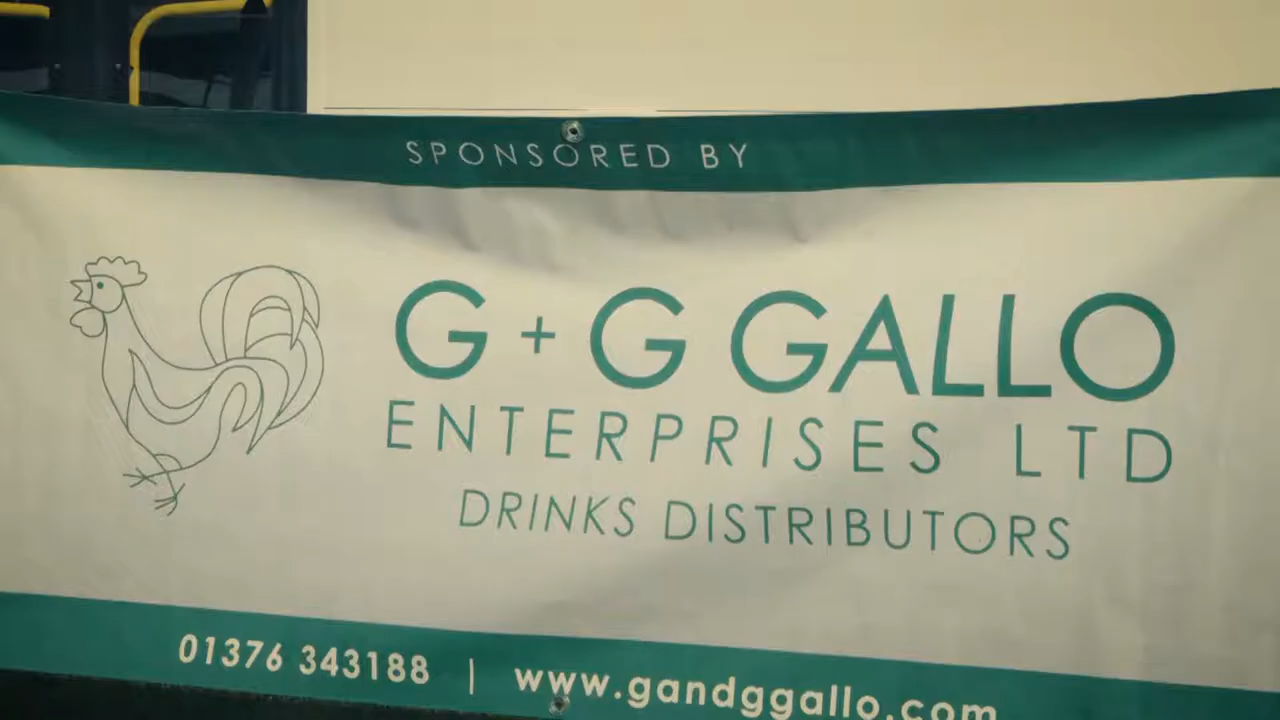 SPONSORED BY
G + G GALLO
ENTERPRISES LTD
DRINKS DISTRIBUTORS
01376 343188 | www.gandggallo.com